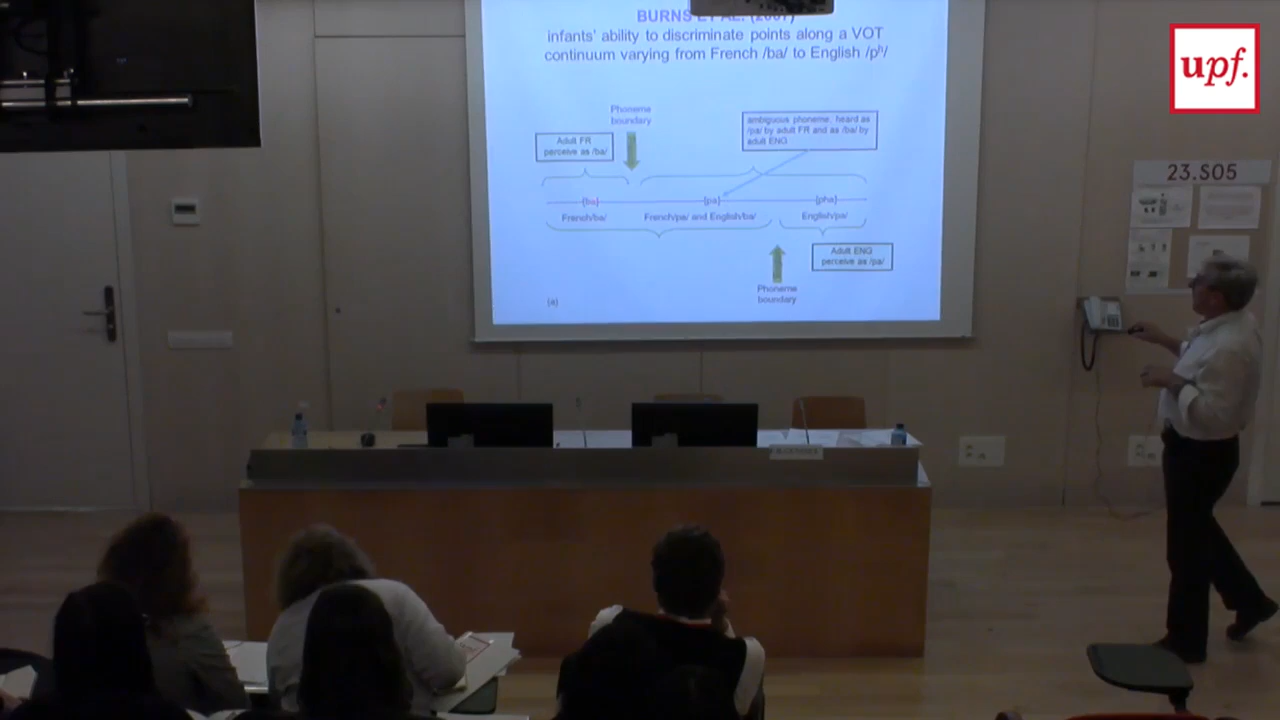 BURNS ET AL. (2007)
infants' ability to discriminate points along a VOT
continuum varying from French /ba/ to English /pʰ/
Phoneme
boundary
Adult FR
perceive as /ba/
ambiguous phoneme: heard as
/pa/ by adult FR and as /ba/ by
adult ENG
[ba]
[pa]
[pha]
French/ba/
French/pa/ and English/ba/
English/pa/
Adult ENG
perceive as /pa/
Phoneme
boundary
(a)
upf.
23.S05